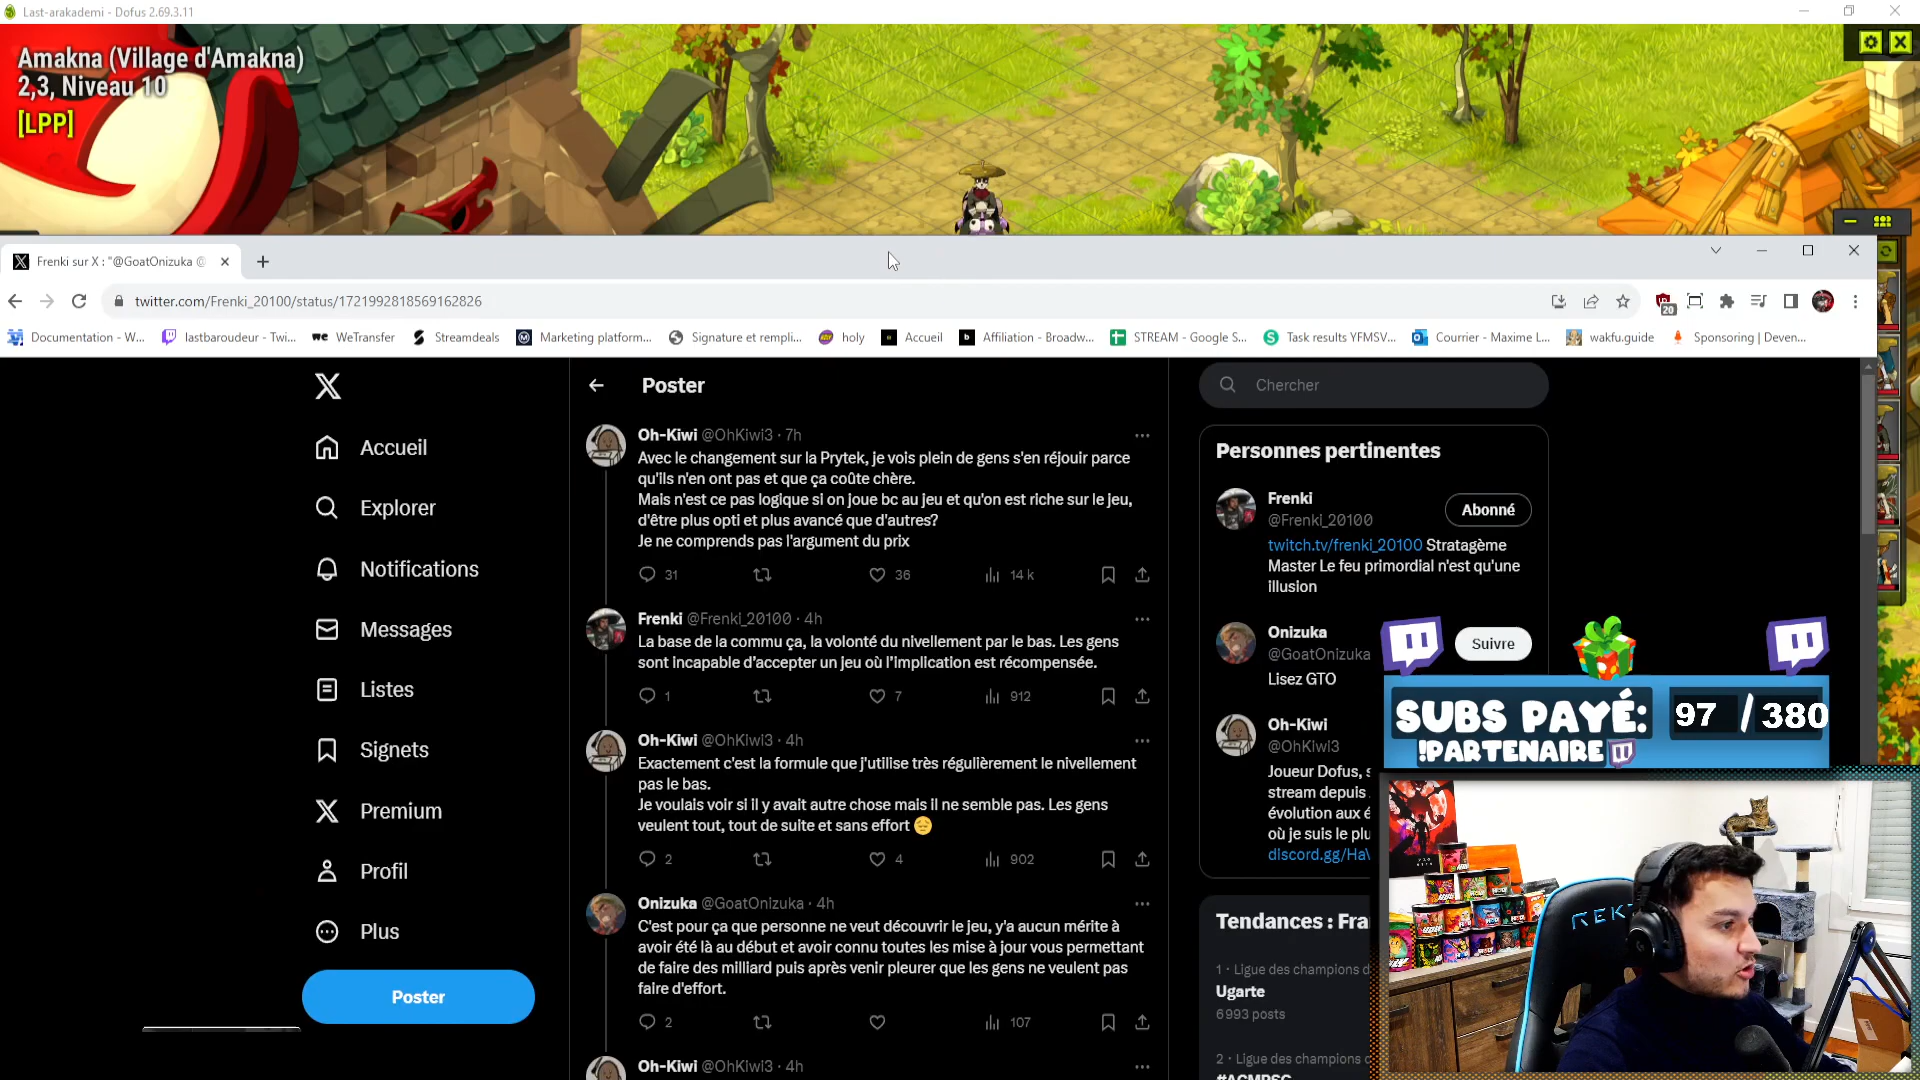 Last-arakademi - Dofus 2.69.3.11
Amakna (Village d'Amakna)
2,3, Niveau 10
[LPP]
Frenki sur X : "@GoatOnizuka @
twitter.com/Frenki_20100/status/1721992818569162826
20
Documentation - W...
lastbaroudeur - Twi...
we WeTransfer
Streamdeals
Marketing platform...
Signature et rempli...
holy
Accueil
b Affiliation - Broadw...
STREAM - Google S...
Task results YFMSV...
Courrier - Maxime L...
wakfu.guide
Sponsoring | Deven...
Accueil
Explorer
Notifications
Messages
Listes
Signets
Premium
Profil
Plus
Poster
Poster
Oh-Kiwi @OhKiwi3 · 7h
Avec le changement sur la Prytek, je vois plein de gens s'en réjouir parce
qu'ils n'en ont pas et que ça coûte chère.
Mais n'est ce pas logique si on joue bc au jeu et qu'on est riche sur le jeu,
d'être plus opti et plus avancé que d'autres?
Je ne comprends pas l'argument du prix
31 36 14 k
Frenki @Frenki_20100 · 4h
La base de la commu ça, la volonté du nivellement par le bas. Les gens
sont incapable d'accepter un jeu où l'implication est récompensée.
1 7 912
Oh-Kiwi @OhKiwi3 · 4h
Exactement c'est la formule que j'utilise très régulièrement le nivellement
pas le bas.
Je voulais voir si il y avait autre chose mais il ne semble pas. Les gens
veulent tout, tout de suite et sans effort 😔
2 4 902
Onizuka @GoatOnizuka · 4h
C'est pour ça que personne ne veut découvrir le jeu, y'a aucun mérite à
avoir été là au début et avoir connu toutes les mise à jour vous permettant
de faire des milliard puis après venir pleurer que les gens ne veulent pas
faire d'effort.
2 107
Oh-Kiwi @OhKiwi3 · 4h
Chercher
Personnes pertinentes
Frenki
@Frenki_20100
Abonné
twitch.tv/frenki_20100 Stratagème
Master Le feu primordial n'est qu'une
illusion
Onizuka
@GoatOnizuka
Suivre
Lisez GTO
Oh-Kiwi
@OhKiwi3
Joueur Dofus, s
stream depuis
évolution aux é
où je suis le plu
discord.gg/Ha
Tendances : Fra
1 · Ligue des champions d
Ugarte
6 993 posts
2 · Ligue des champions d
#ACMPSG
SUBS PAYÉ: 97 / 380
!PARTENAIRE
REKT